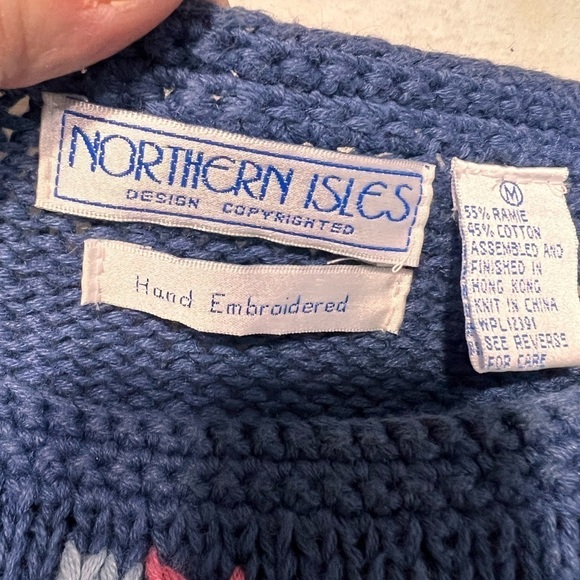 NORTHERN ISLES
DESIGN COPYRIGHTED
Hand Embroidered
M
55% RAMIE
45% COTTON
ASSEMBLED AND
FINISHED IN
HONG KONG
KNIT IN CHINA
WPL12391
SEE REVERSE
FOR CARE